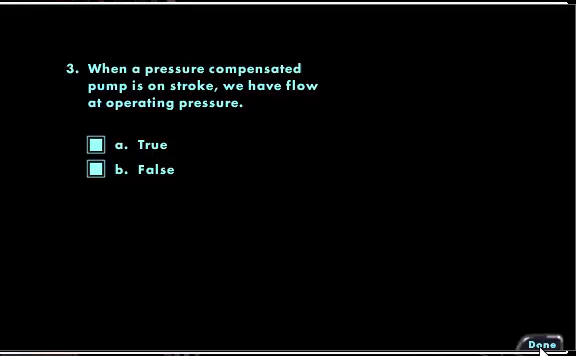 3. When a pressure compensated
pump is on stroke, we have flow
at operating pressure.
a. True
b. False
Done